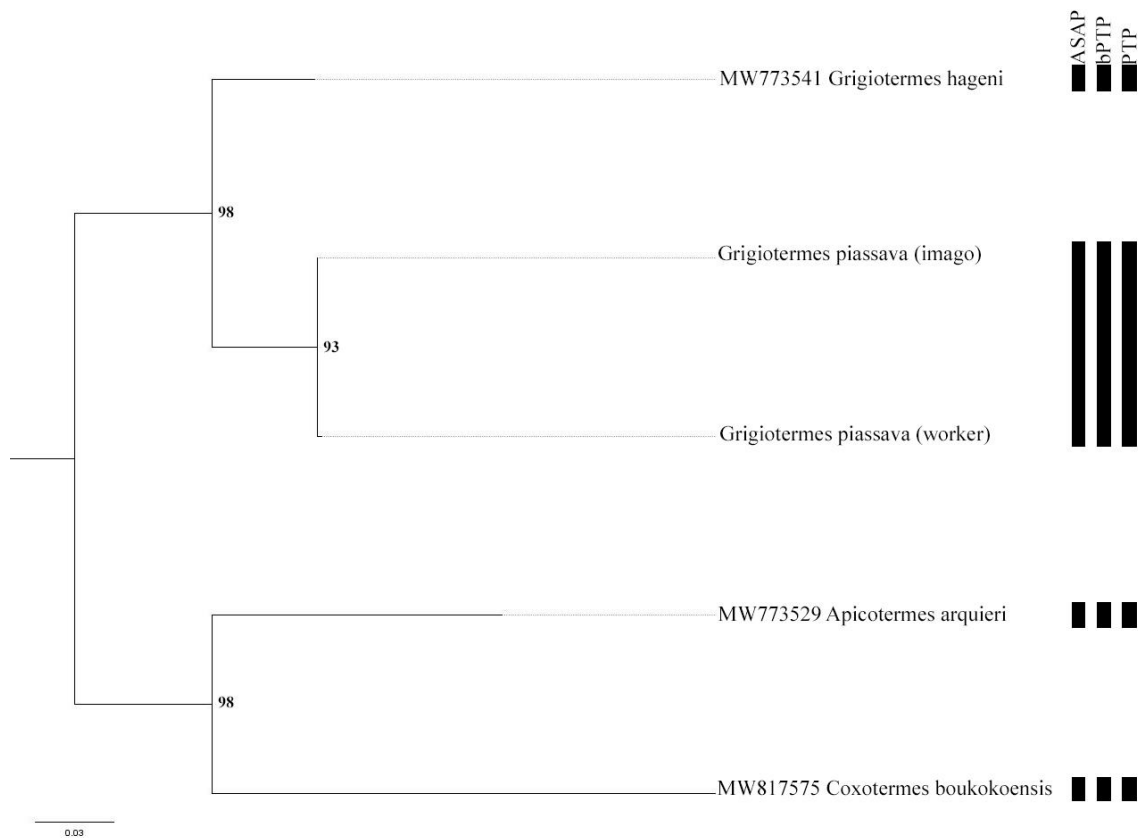 ASAP
bPTP
PTP
MW773541 Grigiotermes hageni
98
Grigiotermes piassava (imago)
93
Grigiotermes piassava (worker)
MW773529 Apicotermes arquieri
98
MW817575 Coxotermes boukokoensis
0.03